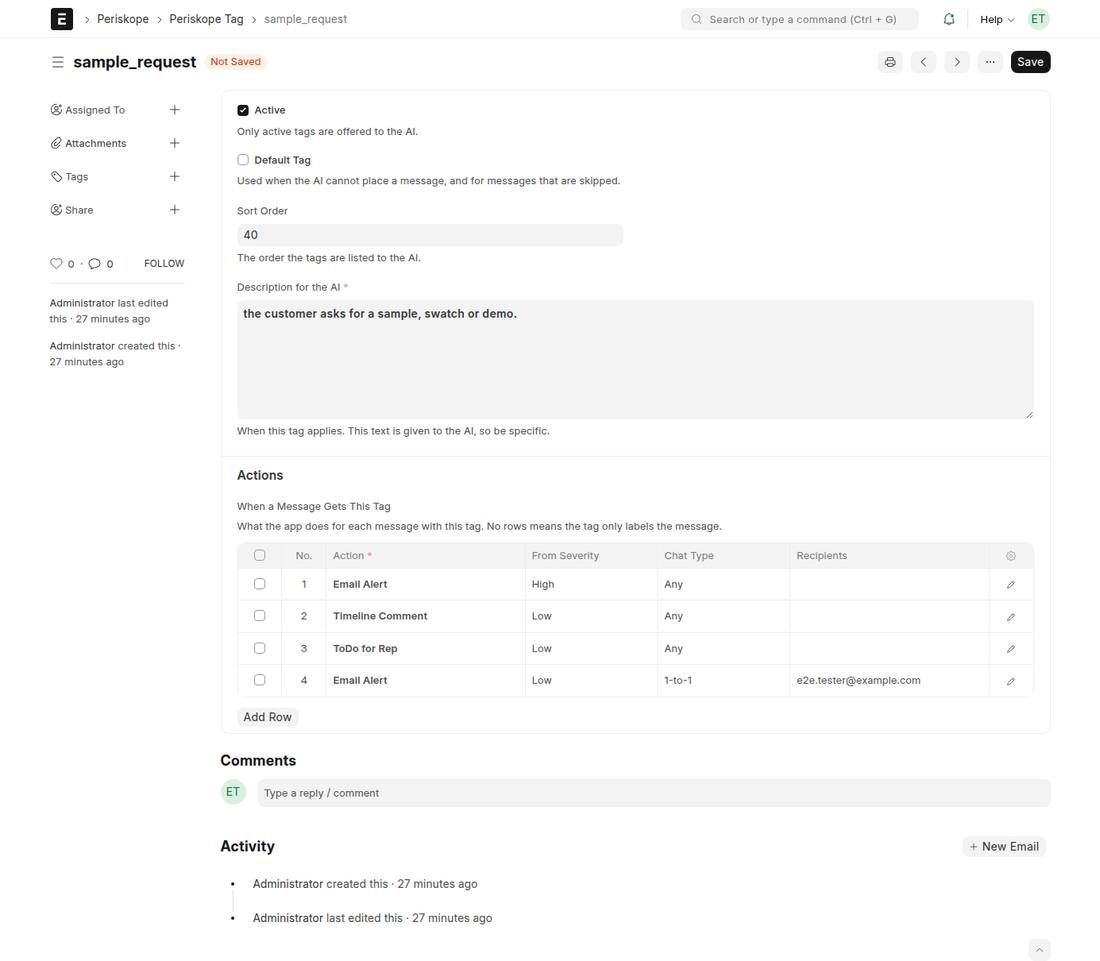 Periskope
Periskope Tag
sample_request
Search or type a command (Ctrl + G)
Help
ET
sample_request
Not Saved
Save
Assigned To
Attachments
Tags
Share
0 · 0
FOLLOW
Administrator last edited
this · 27 minutes ago
Administrator created this ·
27 minutes ago
Active
Only active tags are offered to the AI.
Default Tag
Used when the AI cannot place a message, and for messages that are skipped.
Sort Order
40
The order the tags are listed to the AI.
Description for the AI *
the customer asks for a sample, swatch or demo.
When this tag applies. This text is given to the AI, so be specific.
Actions
When a Message Gets This Tag
What the app does for each message with this tag. No rows means the tag only labels the message.
No. Action * From Severity Chat Type Recipients
1 Email Alert High Any
2 Timeline Comment Low Any
3 ToDo for Rep Low Any
4 Email Alert Low 1-to-1 e2e.tester@example.com
Add Row
Comments
ET
Type a reply / comment
Activity
New Email
Administrator created this · 27 minutes ago
Administrator last edited this · 27 minutes ago